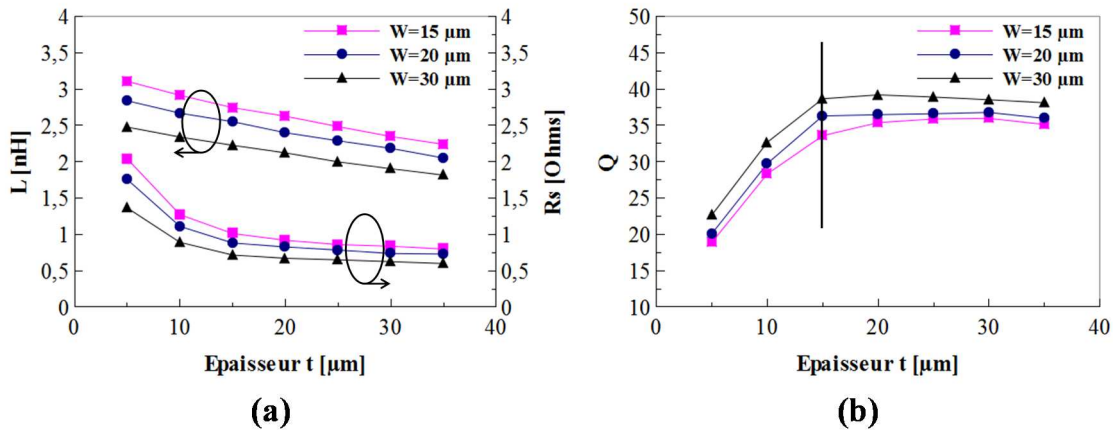 4
3,5
3
2,5
2
1,5
1
0,5
0
L [nH]
W=15 µm
W=20 µm
W=30 µm
4
3,5
3
2,5
2
1,5
1
0,5
0
Rs [Ohms]
0 10 20 30 40
Epaisseur t [µm]
(a)
50
45
40
35
30
25
20
15
10
Q
W=15 µm
W=20 µm
W=30 µm
0 10 20 30 40
Epaisseur t [µm]
(b)